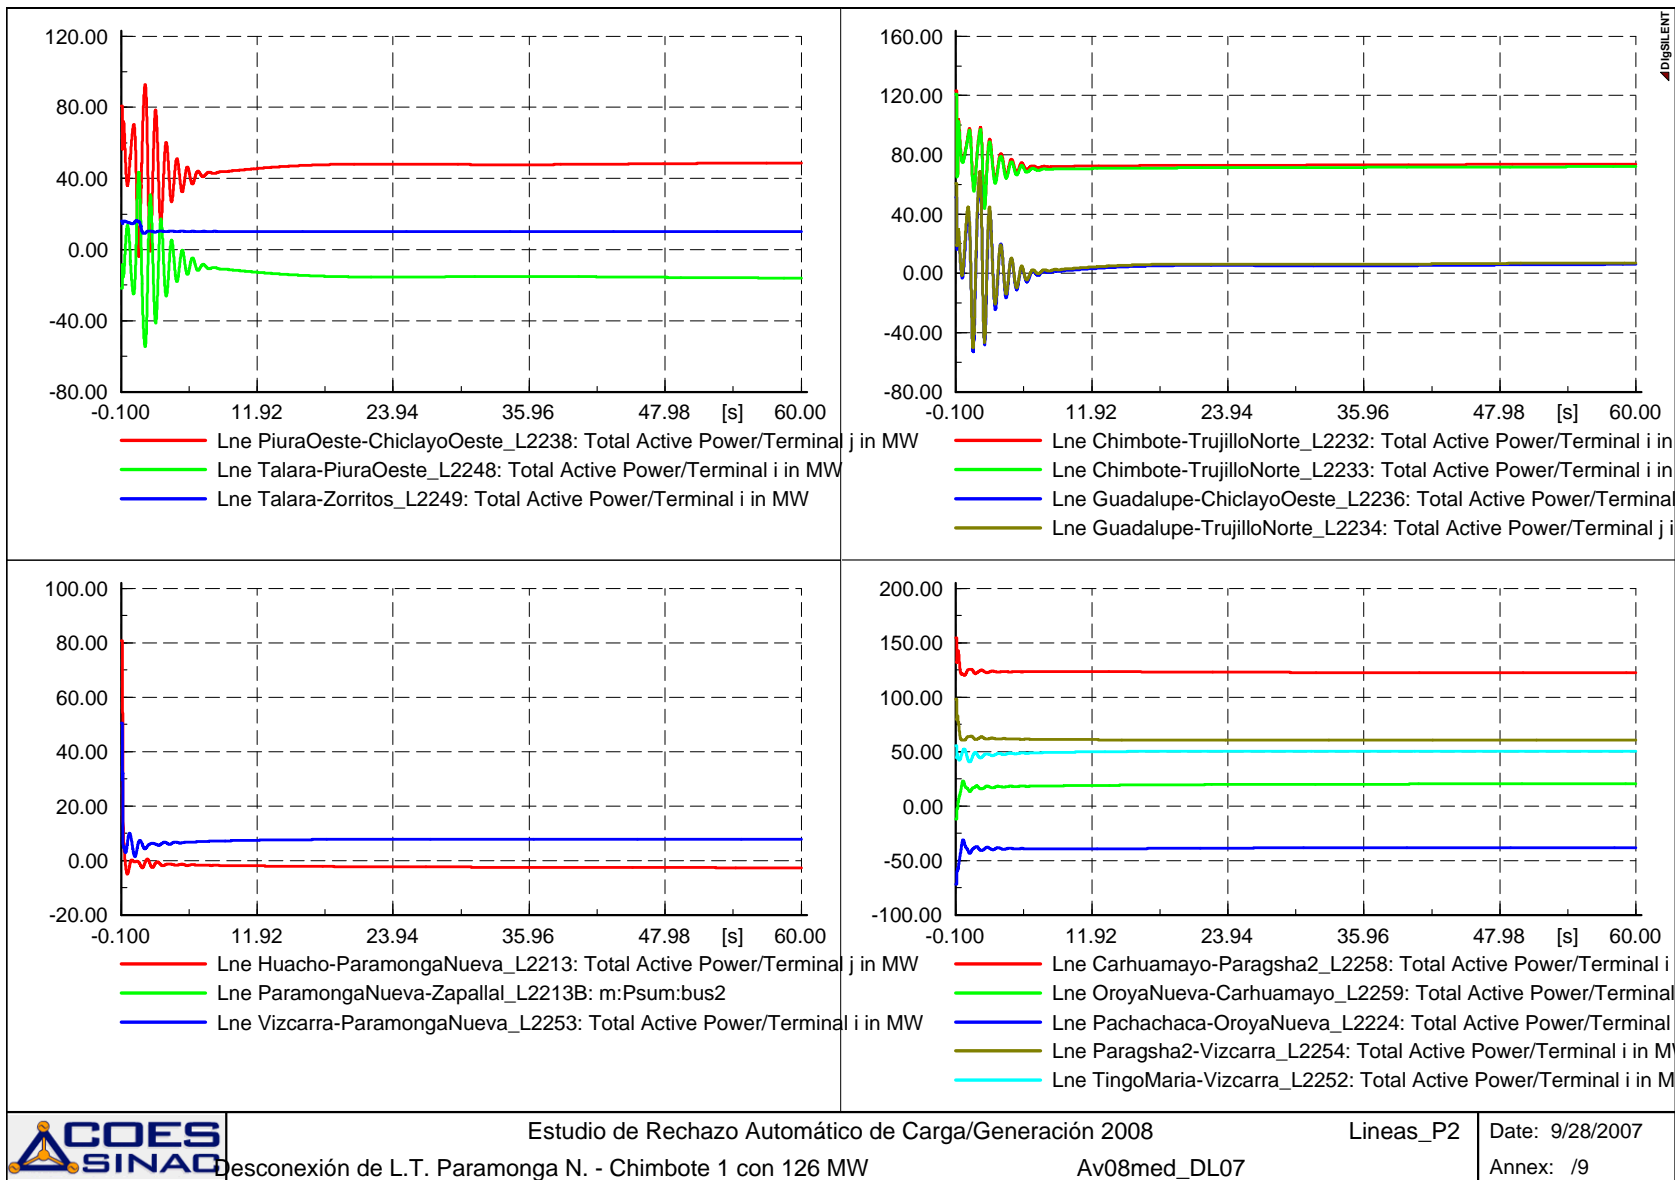 DIgSILENT
120.00
80.00
40.00
0.00
-40.00
-80.00
-0.100 11.92 23.94 35.96 47.98 [s] 60.00
Lne PiuraOeste-ChiclayoOeste_L2238: Total Active Power/Terminal j in MW
Lne Talara-PiuraOeste_L2248: Total Active Power/Terminal i in MW
Lne Talara-Zorritos_L2249: Total Active Power/Terminal i in MW
160.00
120.00
80.00
40.00
0.00
-40.00
-80.00
-0.100 11.92 23.94 35.96 47.98 [s] 60.00
Lne Chimbote-TrujilloNorte_L2232: Total Active Power/Terminal i in
Lne Chimbote-TrujilloNorte_L2233: Total Active Power/Terminal i in
Lne Guadalupe-ChiclayoOeste_L2236: Total Active Power/Terminal
Lne Guadalupe-TrujilloNorte_L2234: Total Active Power/Terminal j i
100.00
80.00
60.00
40.00
20.00
0.00
-20.00
-0.100 11.92 23.94 35.96 47.98 [s] 60.00
Lne Huacho-ParamongaNueva_L2213: Total Active Power/Terminal j in MW
Lne ParamongaNueva-Zapallal_L2213B: m:Psum:bus2
Lne Vizcarra-ParamongaNueva_L2253: Total Active Power/Terminal i in MW
200.00
150.00
100.00
50.00
0.00
-50.00
-100.00
-0.100 11.92 23.94 35.96 47.98 [s] 60.00
Lne Carhuamayo-Paragsha2_L2258: Total Active Power/Terminal i
Lne OroyaNueva-Carhuamayo_L2259: Total Active Power/Terminal
Lne Pachachaca-OroyaNueva_L2224: Total Active Power/Terminal
Lne Paragsha2-Vizcarra_L2254: Total Active Power/Terminal i in MW
Lne TingoMaria-Vizcarra_L2252: Total Active Power/Terminal i in M
COES
SINAC
Estudio de Rechazo Automático de Carga/Generación 2008
Lineas_P2
Date: 9/28/2007
Desconexión de L.T. Paramonga N. - Chimbote 1 con 126 MW
Av08med_DL07
Annex: /9